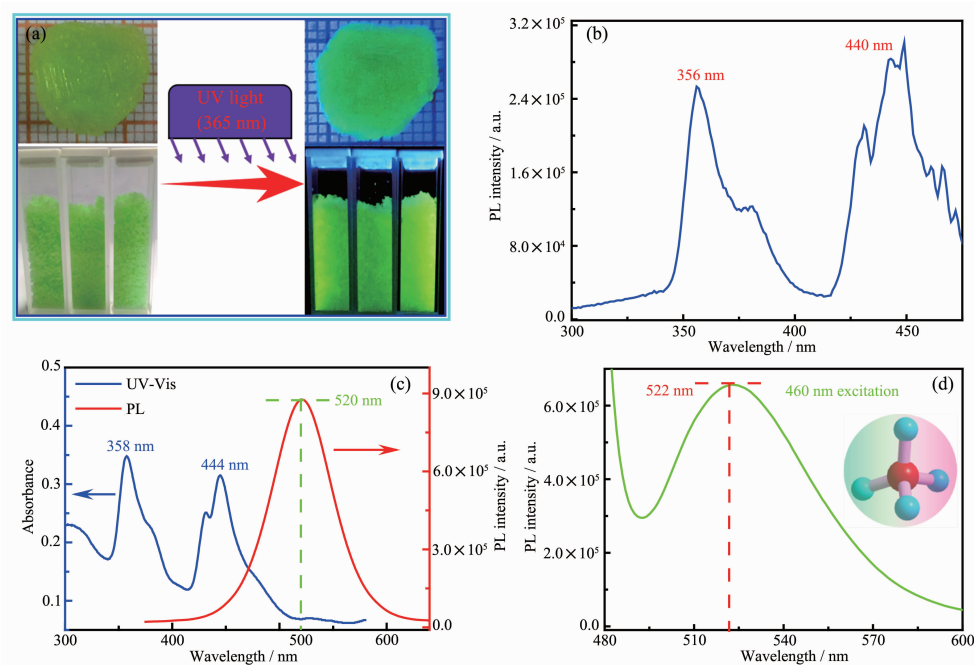 (a)
UV light
(365 nm)
(b)
356 nm
440 nm
3.2×10⁵
2.4×10⁵
1.6×10⁵
8.0×10⁴
0.0
PL intensity / a.u.
300
350
400
450
Wavelength / nm
(c)
UV-Vis
PL
358 nm
444 nm
520 nm
0.5
0.4
0.3
0.2
0.1
Absorbance
9.0×10⁵
6.0×10⁵
3.0×10⁵
0.0
PL intensity / a.u.
300
400
500
600
Wavelength / nm
(d)
522 nm
460 nm excitation
6.0×10⁵
4.0×10⁵
2.0×10⁵
0.0
PL intensity / a.u.
480
510
540
570
600
Wavelength / nm